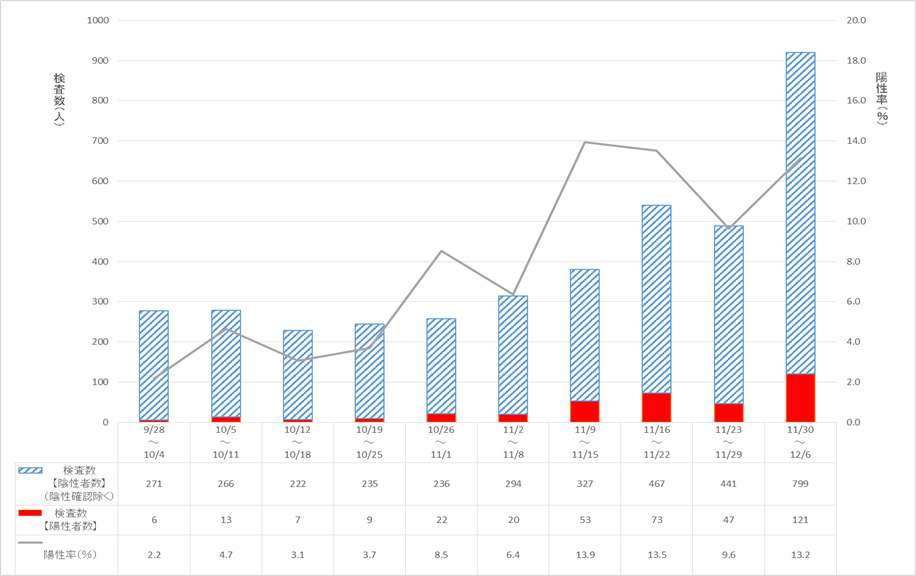 1000
900
800
700
600
500
400
300
200
100
0
検査数(人)
20.0
18.0
16.0
14.0
12.0
10.0
8.0
6.0
4.0
2.0
0.0
陽性率(%)
9/28 10/5 10/12 10/19 10/26 11/2 11/9 11/16 11/23 11/30
～ ～ ～ ～ ～ ～ ～ ～ ～ ～
10/4 10/11 10/18 10/25 11/1 11/8 11/15 11/22 11/29 12/6
検査数
【陰性者数】
(陰性確認除く)
271 266 222 235 236 294 327 467 441 799
検査数
【陽性者数】
6 13 7 9 22 20 53 73 47 121
陽性率(%) 2.2 4.7 3.1 3.7 8.5 6.4 13.9 13.5 9.6 13.2